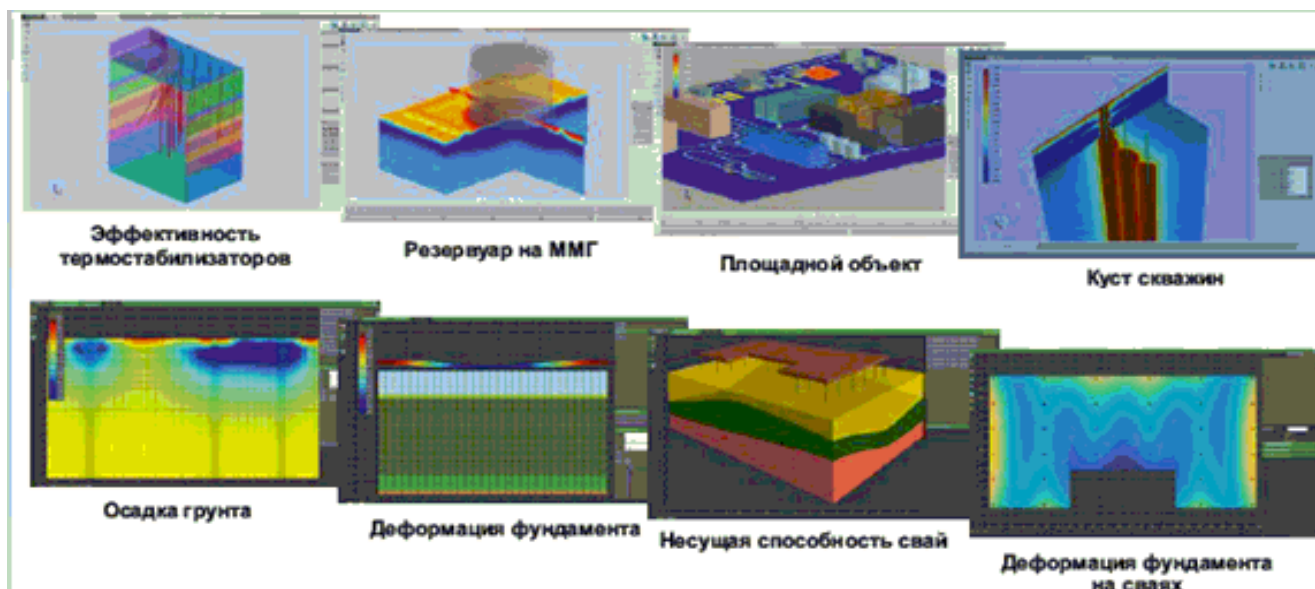 Эффективность
термостабилизаторов
Резервуар на ММГ
Площадной объект
Куст скважин
Осадка грунта
Деформация фундамента
Несущая способность свай
Деформация фундамента
на сваях